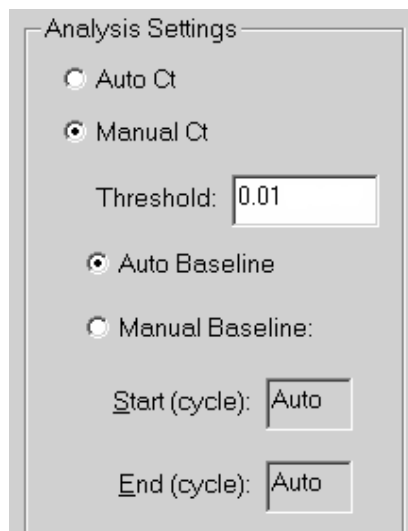 Analysis Settings
Auto Ct
Manual Ct
Threshold: 0.01
Auto Baseline
Manual Baseline:
Start (cycle): Auto
End (cycle): Auto